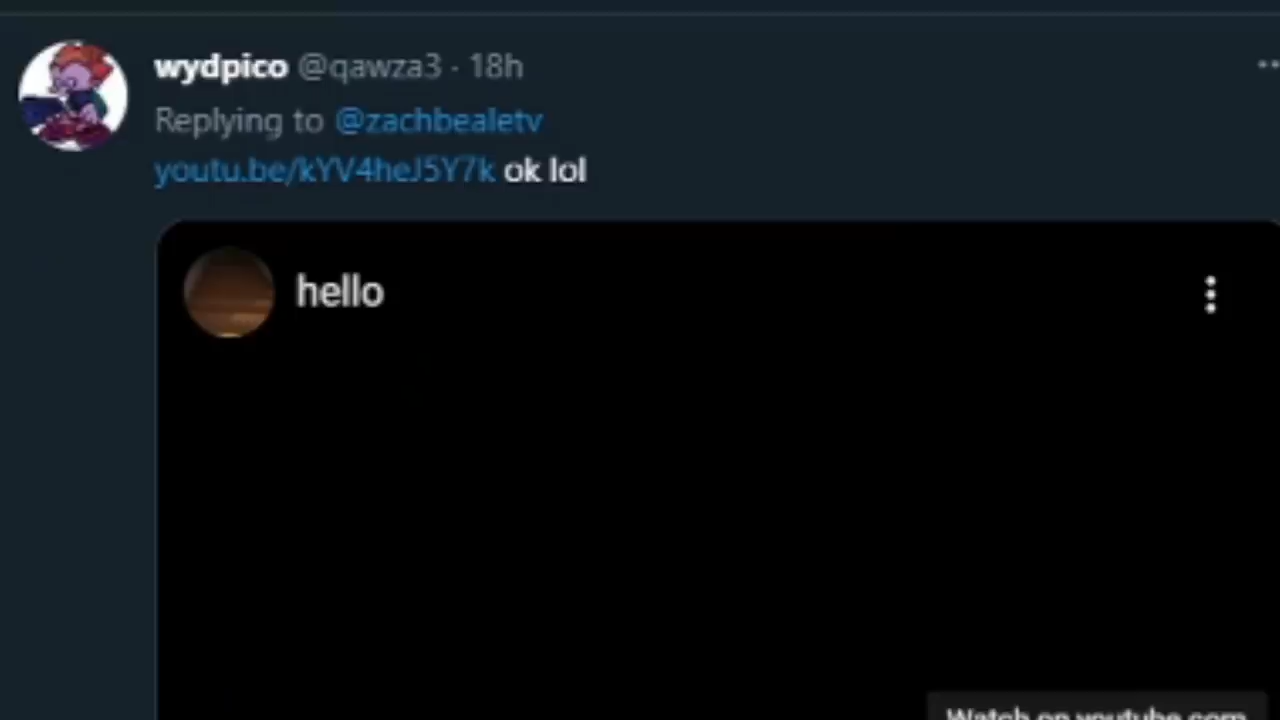 wydpico @qawza3 · 18h
Replying to @zachbealetv
youtu.be/kYV4heJ5Y7k ok lol
hello
Watch on youtube.com